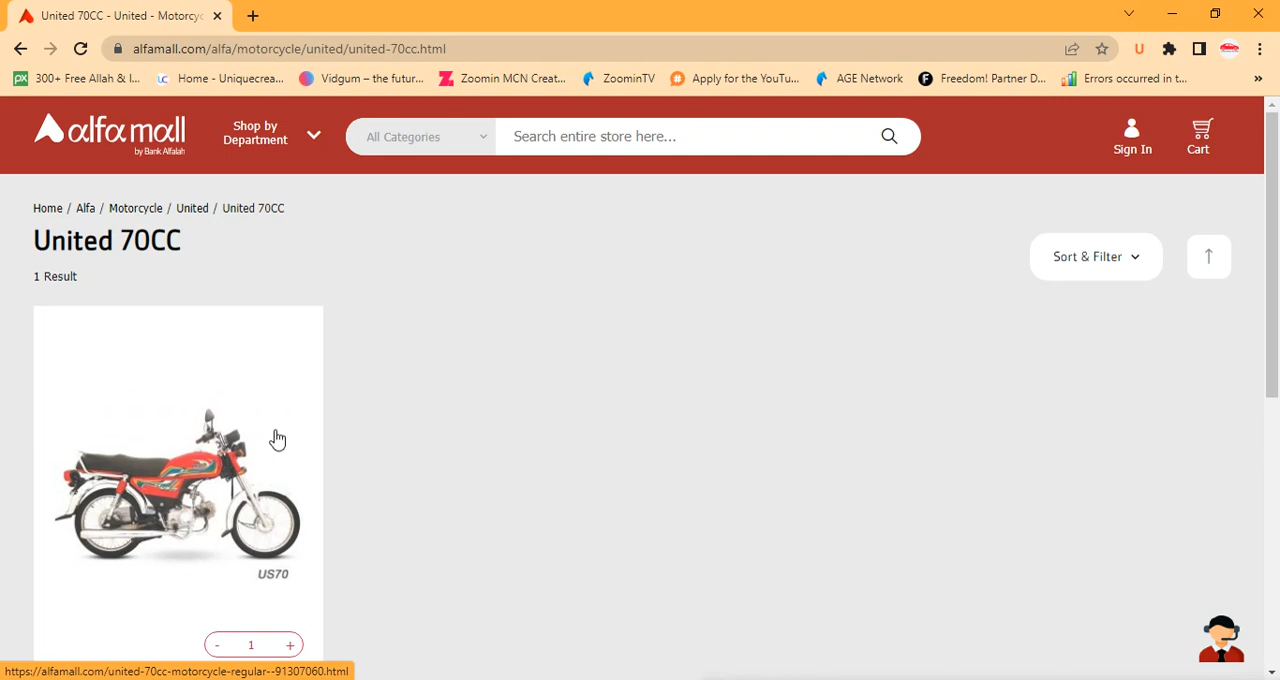 United 70CC - United - Motorcyc
alfamall.com/alfa/motorcycle/united/united-70cc.html
U
px 300+ Free Allah & I...
UC Home - Uniquecrea...
Vidgum – the futur...
Zoomin MCN Creat...
ZoominTV
Apply for the YouTu...
AGE Network
F Freedom! Partner D...
Errors occurred in t...
»
alfa mall
by Bank Alfalah
Shop by
Department
All Categories
Search entire store here...
Sign In
Cart
Home / Alfa / Motorcycle / United / United 70CC
United 70CC
1 Result
Sort & Filter
↑
US70
- 1 +
https://alfamall.com/united-70cc-motorcycle-regular--91307060.html